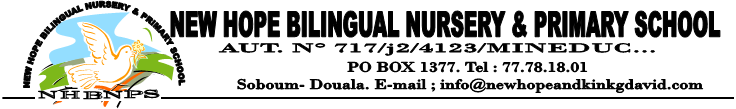 NEW HOPE BILINGUAL NURSERY & PRIMARY SCHOOL
NHBNPS
NEW HOPE BILINGUAL NURSERY & PRIMARY SCHOOL
AUT. N° 717/j2/4123/MINEDUC...
PO BOX 1377. Tel : 77.78.18.01
Soboum- Douala. E-mail ; info@newhopeandkinkgdavid.com